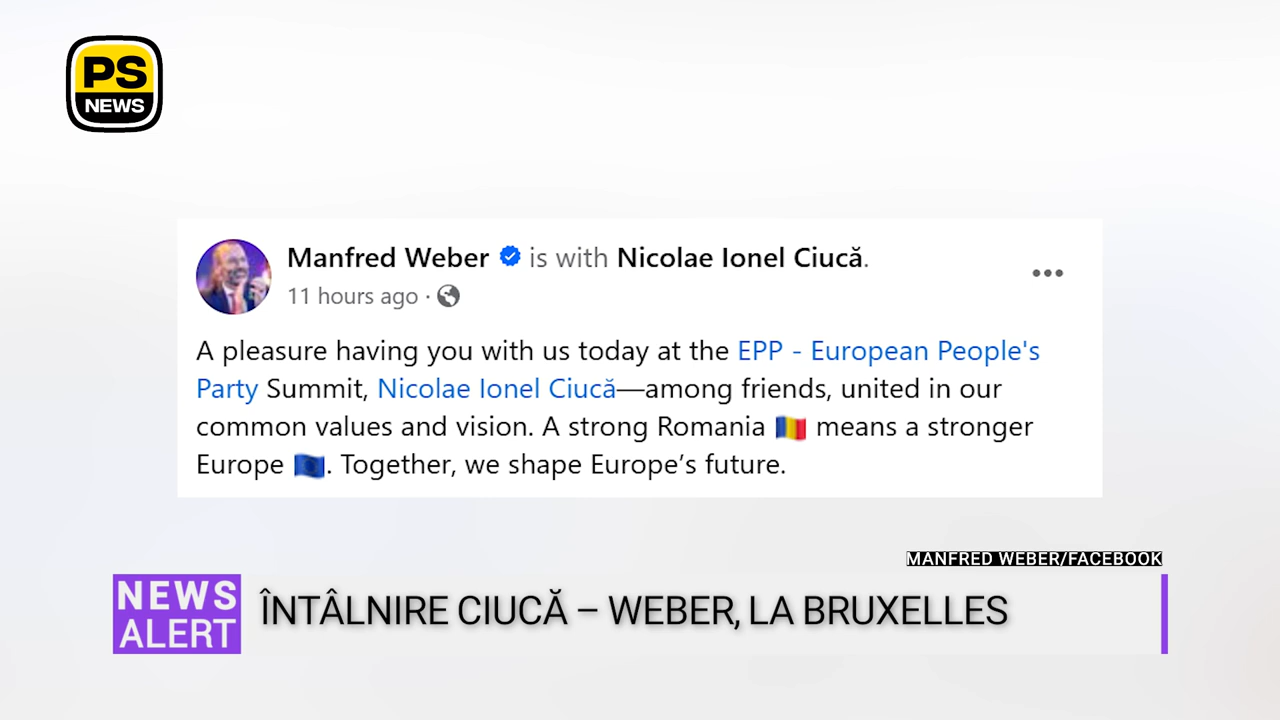 PS
NEWS
Manfred Weber is with Nicolae Ionel Ciucă.
11 hours ago ·
A pleasure having you with us today at the EPP - European People's
Party Summit, Nicolae Ionel Ciucă—among friends, united in our
common values and vision. A strong Romania 🇷🇴 means a stronger
Europe 🇪🇺. Together, we shape Europe’s future.
MANFRED WEBER/FACEBOOK
NEWS
ALERT
ÎNTÂLNIRE CIUCĂ – WEBER, LA BRUXELLES